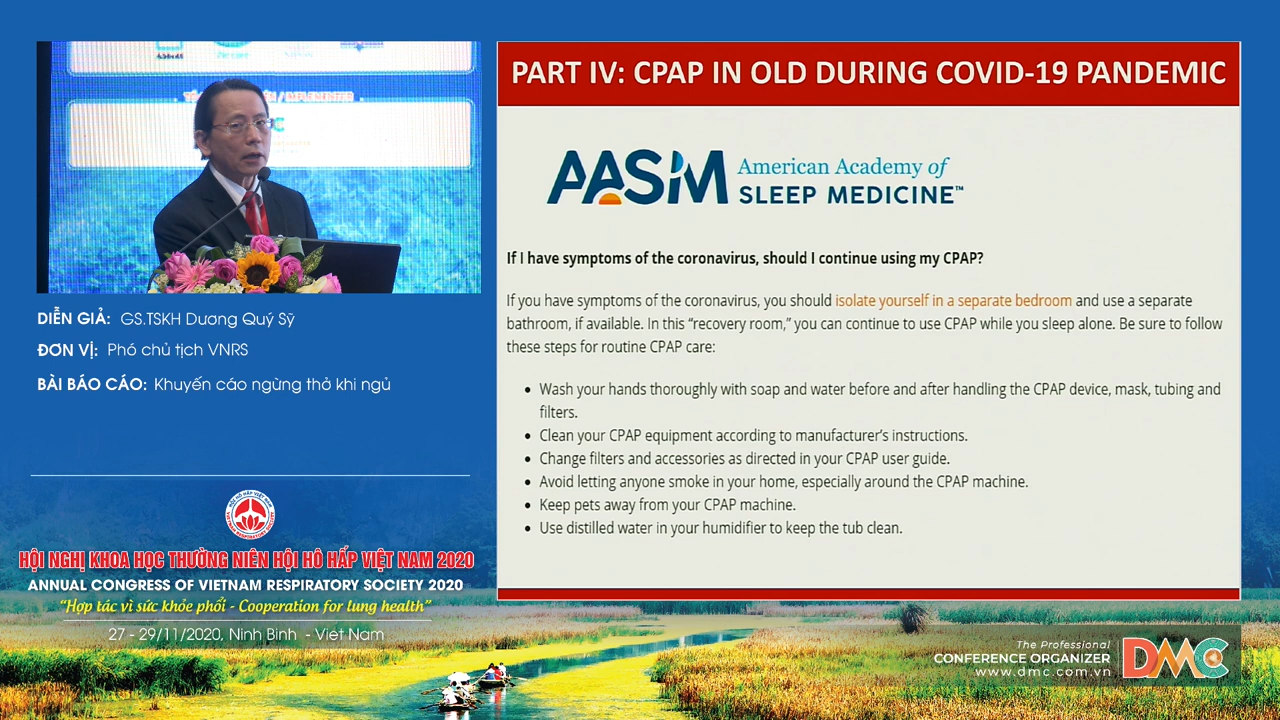 Abbott
DIỄN GIẢ: GS.TSKH Dương Quý Sỹ
ĐƠN VỊ: Phó chủ tịch VNRS
BÀI BÁO CÁO: Khuyến cáo ngừng thở khi ngủ
HỘI HÔ HẤP VIỆT NAM
VIETNAM RESPIRATORY SOCIETY
HỘI NGHỊ KHOA HỌC THƯỜNG NIÊN HỘI HÔ HẤP VIỆT NAM 2020
ANNUAL CONGRESS OF VIETNAM RESPIRATORY SOCIETY 2020
“Hợp tác vì sức khỏe phổi - Cooperation for lung health”
27 - 29/11/2020, Ninh Binh - Viet Nam
PART IV: CPAP IN OLD DURING COVID-19 PANDEMIC
AASM American Academy of
SLEEP MEDICINE™
If I have symptoms of the coronavirus, should I continue using my CPAP?
If you have symptoms of the coronavirus, you should isolate yourself in a separate bedroom and use a separate
bathroom, if available. In this “recovery room,” you can continue to use CPAP while you sleep alone. Be sure to follow
these steps for routine CPAP care:
• Wash your hands thoroughly with soap and water before and after handling the CPAP device, mask, tubing and
filters.
• Clean your CPAP equipment according to manufacturer’s instructions.
• Change filters and accessories as directed in your CPAP user guide.
• Avoid letting anyone smoke in your home, especially around the CPAP machine.
• Keep pets away from your CPAP machine.
• Use distilled water in your humidifier to keep the tub clean.
The Professional
CONFERENCE ORGANIZER
www.dmc.com.vn
DMC